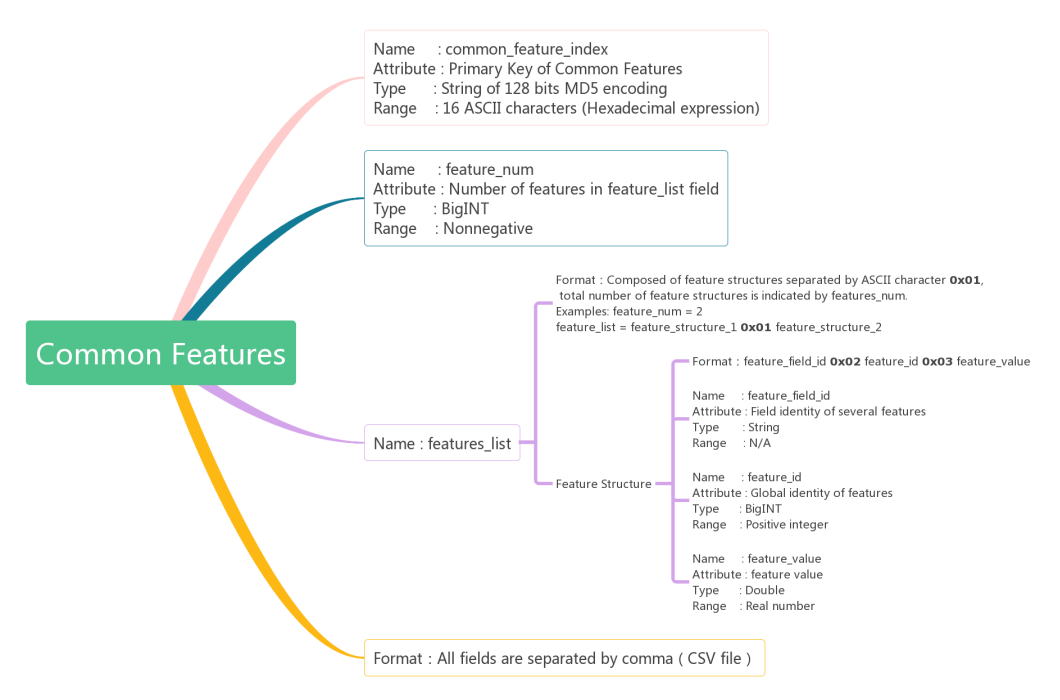 Name : common_feature_index
Attribute : Primary Key of Common Features
Type : String of 128 bits MD5 encoding
Range : 16 ASCII characters (Hexadecimal expression)
Name : feature_num
Attribute : Number of features in feature_list field
Type : BigINT
Range : Nonnegative
Common Features
Format : Composed of feature structures separated by ASCII character 0x01,
total number of feature structures is indicated by features_num.
Examples: feature_num = 2
feature_list = feature_structure_1 0x01 feature_structure_2
Name : features_list
Feature Structure
Format : feature_field_id 0x02 feature_id 0x03 feature_value
Name : feature_field_id
Attribute : Field identity of several features
Type : String
Range : N/A
Name : feature_id
Attribute : Global identity of features
Type : BigINT
Range : Positive integer
Name : feature_value
Attribute : feature value
Type : Double
Range : Real number
Format : All fields are separated by comma ( CSV file )